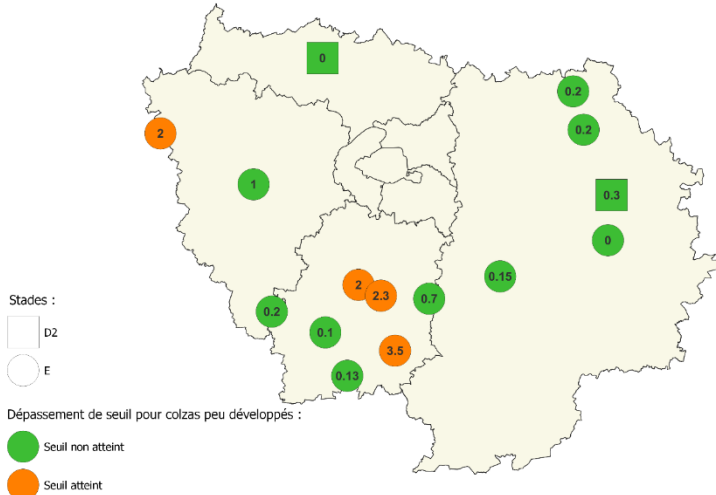 0
0.2
2
0.2
1
0.3
0
0.15
2
2.3
0.7
0.2
0.1
3.5
0.13
Stades :
D2
E
Dépassement de seuil pour colzas peu développés :
Seuil non atteint
Seuil atteint